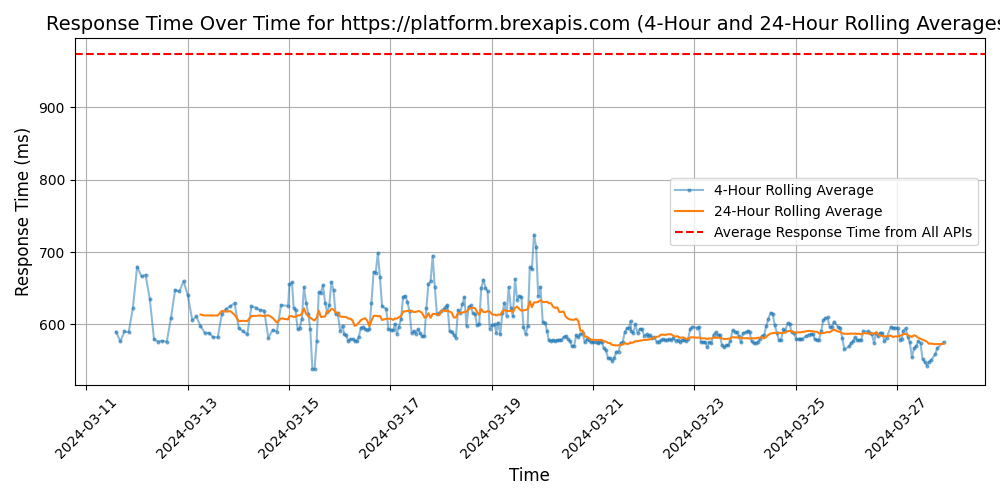 Response Time Over Time for https://platform.brexapis.com (4-Hour and 24-Hour Rolling Averages
Response Time (ms)
900
800
700
600
4-Hour Rolling Average
24-Hour Rolling Average
Average Response Time from All APIs
2024-03-11
2024-03-13
2024-03-15
2024-03-17
2024-03-19
2024-03-21
2024-03-23
2024-03-25
2024-03-27
Time